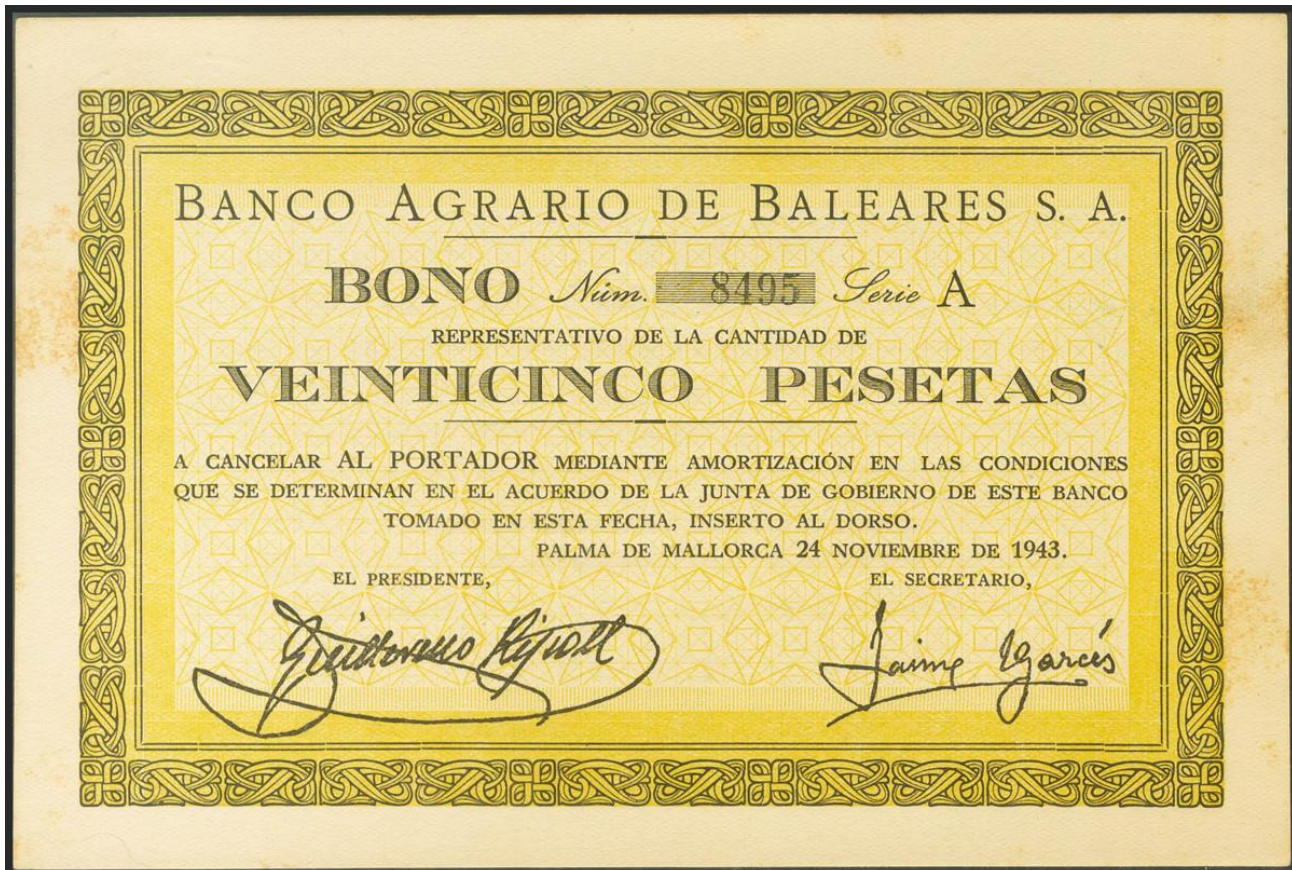 BANCO AGRARIO DE BALEARES S. A.
BONO Núm. 8495 Serie A
REPRESENTATIVO DE LA CANTIDAD DE
VEINTICINCO PESETAS
A CANCELAR AL PORTADOR MEDIANTE AMORTIZACIÓN EN LAS CONDICIONES
QUE SE DETERMINAN EN EL ACUERDO DE LA JUNTA DE GOBIERNO DE ESTE BANCO
TOMADO EN ESTA FECHA, INSERTO AL DORSO.
PALMA DE MALLORCA 24 NOVIEMBRE DE 1943.
EL PRESIDENTE, EL SECRETARIO,
Guillermo Ripoll Jaime Garcés